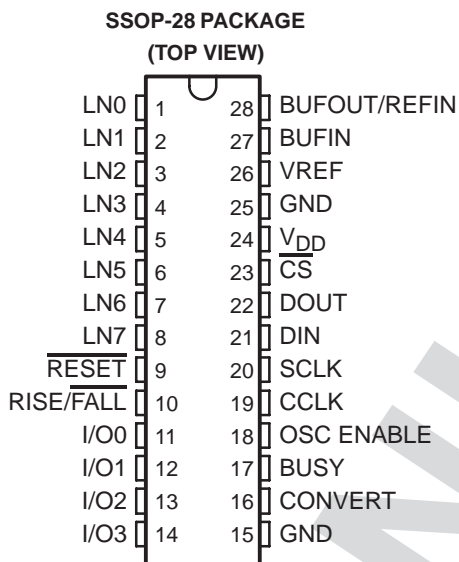 SSOP-28 PACKAGE
(TOP VIEW)
LN0 1 28 BUFOUT/REFIN
LN1 2 27 BUFIN
LN2 3 26 VREF
LN3 4 25 GND
LN4 5 24 VDD
LN5 6 23 CS
LN6 7 22 DOUT
LN7 8 21 DIN
RESET 9 20 SCLK
RISE/FALL 10 19 CCLK
I/O0 11 18 OSC ENABLE
I/O1 12 17 BUSY
I/O2 13 16 CONVERT
I/O3 14 15 GND